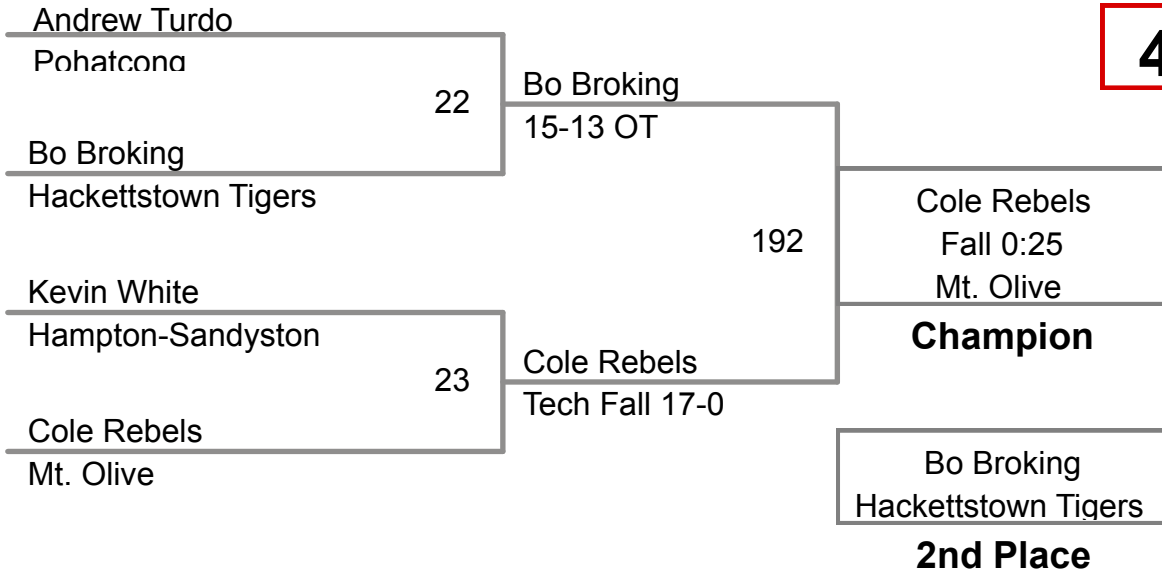 Andrew Turdo
Pohatcong
22
Bo Broking
Hackettstown Tigers
Kevin White
Hampton-Sandyston
23
Cole Rebels
Mt. Olive
Bo Broking
15-13 OT
192
Cole Rebels
Tech Fall 17-0
4
Cole Rebels
Fall 0:25
Mt. Olive
Champion
Bo Broking
Hackettstown Tigers
2nd Place